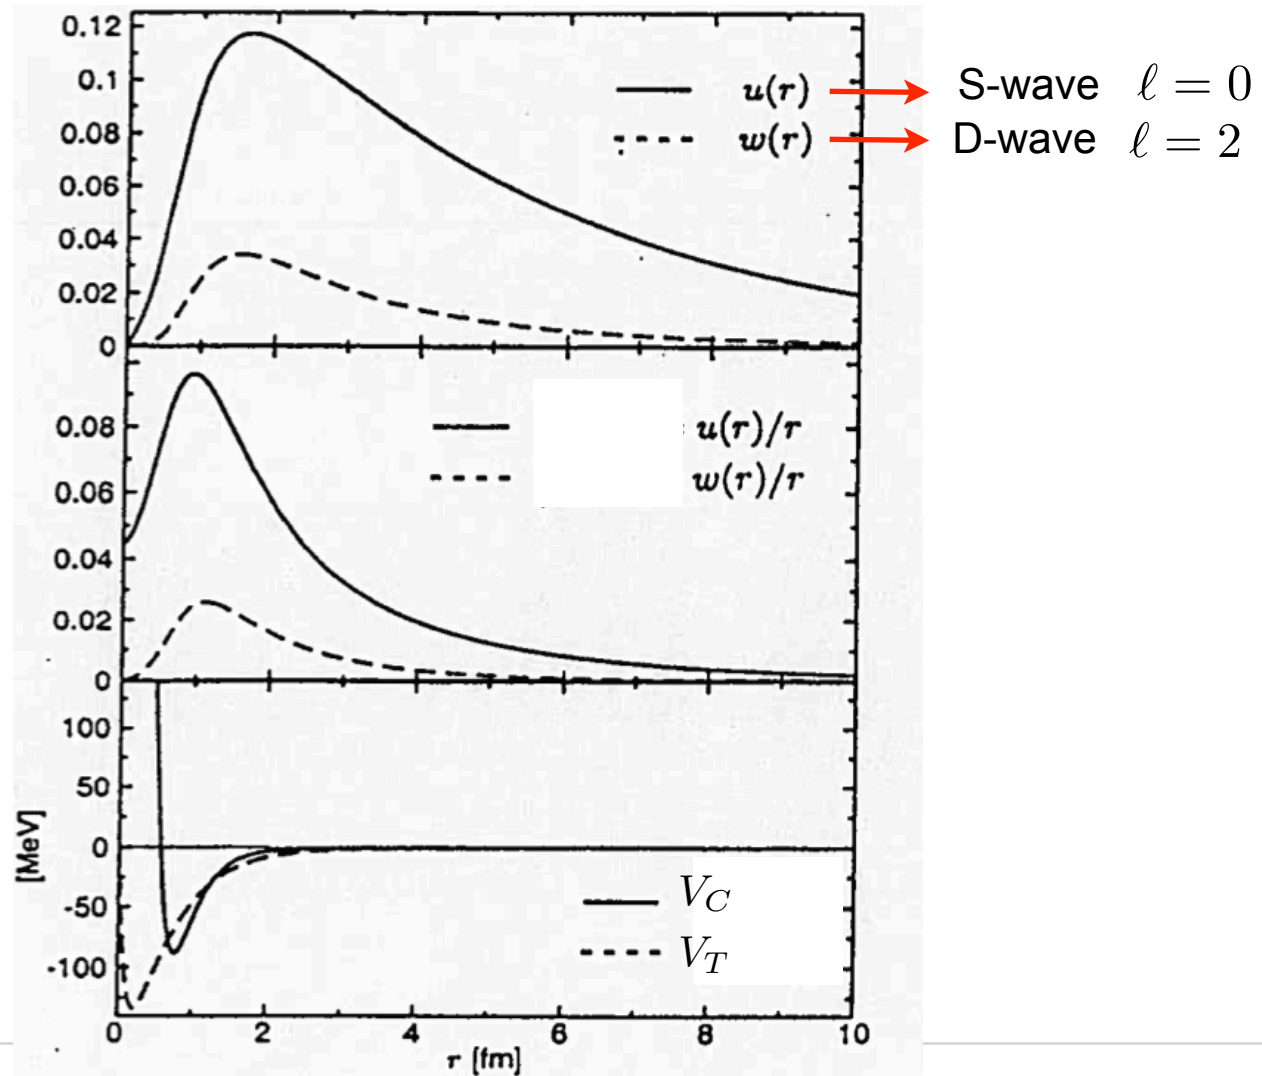 0.12
0.1
0.08
0.06
0.04
0.02
0
u(r) S-wave ℓ = 0
w(r) D-wave ℓ = 2
0.08
0.06
0.04
0.02
0
u(r)/r
w(r)/r
100
50
0
-50
-100
[MeV]
V_C
V_T
0 2 4 6 8 10
r [fm]